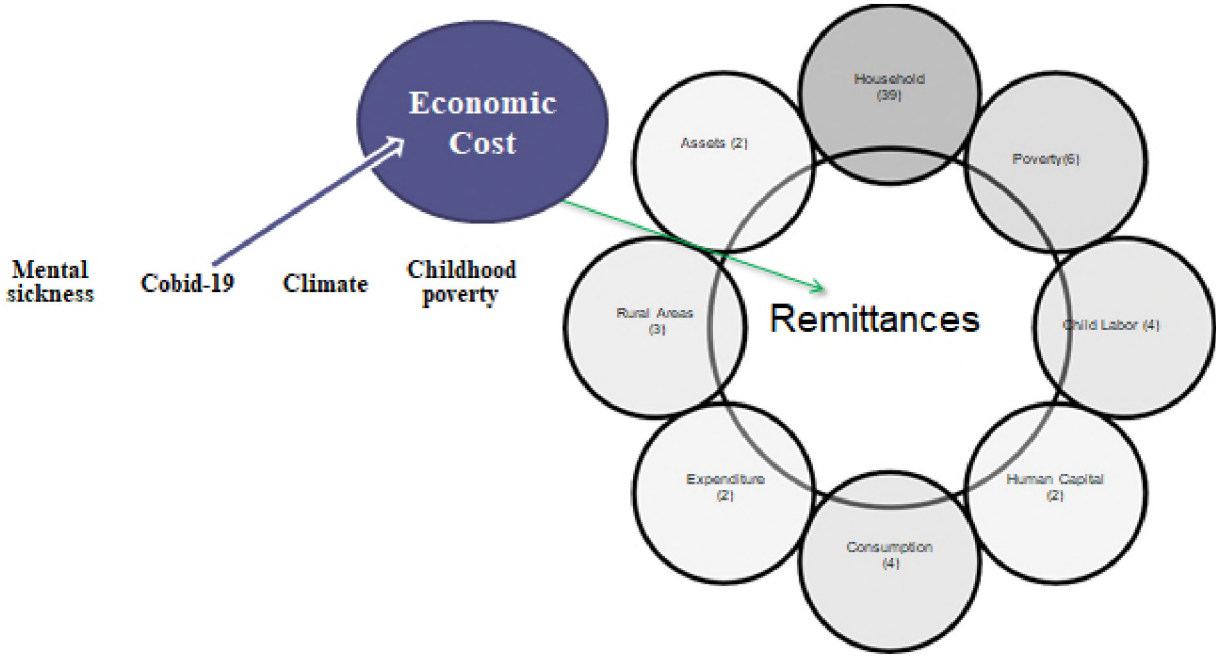 Economic
Cost
Mental
sickness
Cobid-19
Climate
Childhood
poverty
Household
(39)
Assets (2)
Poverty(6)
Rural Areas
(3)
Remittances
Child Labor (4)
Expenditure
(2)
Human Capital
(2)
Consumption
(4)